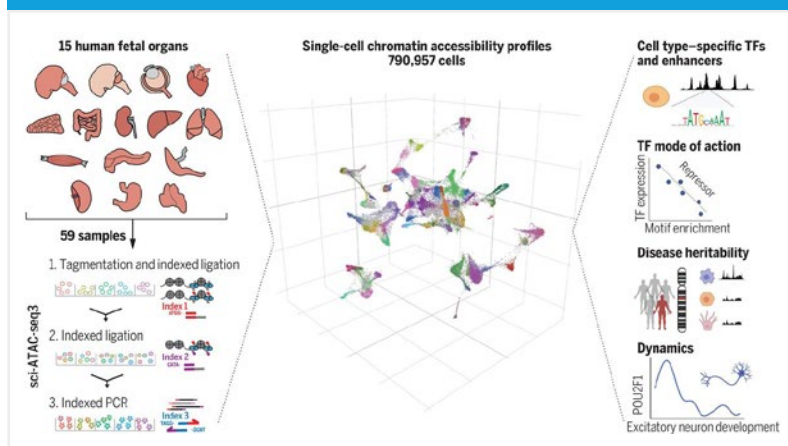 15 human fetal organs
59 samples
sci-ATAC-seq3
1. Tagmentation and indexed ligation
Index 1
2. Indexed ligation
Index 2
GATA-
3. Indexed PCR
Index 3
TAGG-
Single-cell chromatin accessibility profiles
790,957 cells
Cell type–specific TFs
and enhancers
TF mode of action
TF expression
Repressor
Motif enrichment
Disease heritability
Dynamics
POU2F1
Excitatory neuron development